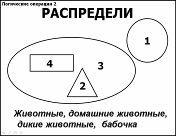 Логические операции 2
РАСПРЕДЕЛИ
1
4
3
2
Животные, домашние животные,
дикие животные, бабочка